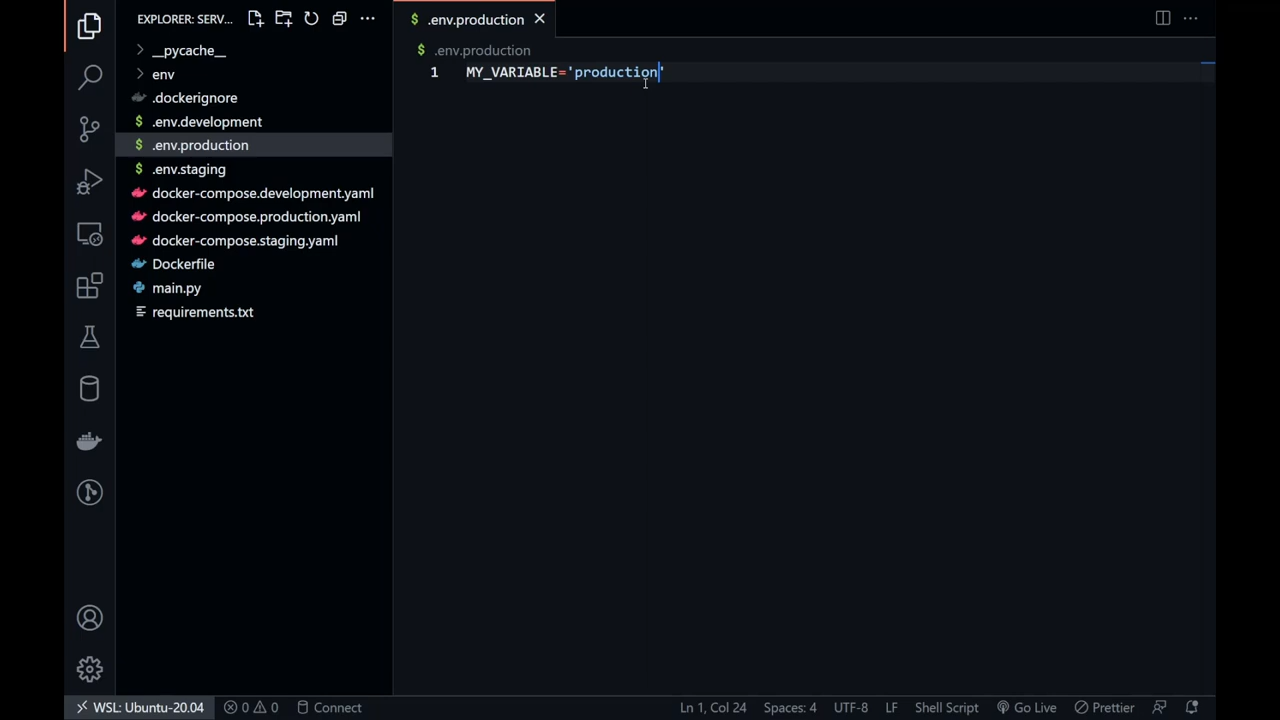 EXPLORER: SERV...
__pycache__
env
.dockerignore
.env.development
.env.production
.env.staging
docker-compose.development.yaml
docker-compose.production.yaml
docker-compose.staging.yaml
Dockerfile
main.py
requirements.txt
.env.production
.env.production
1 MY_VARIABLE='production'
WSL: Ubuntu-20.04 0 0 Connect Ln 1, Col 24 Spaces: 4 UTF-8 LF Shell Script Go Live Prettier